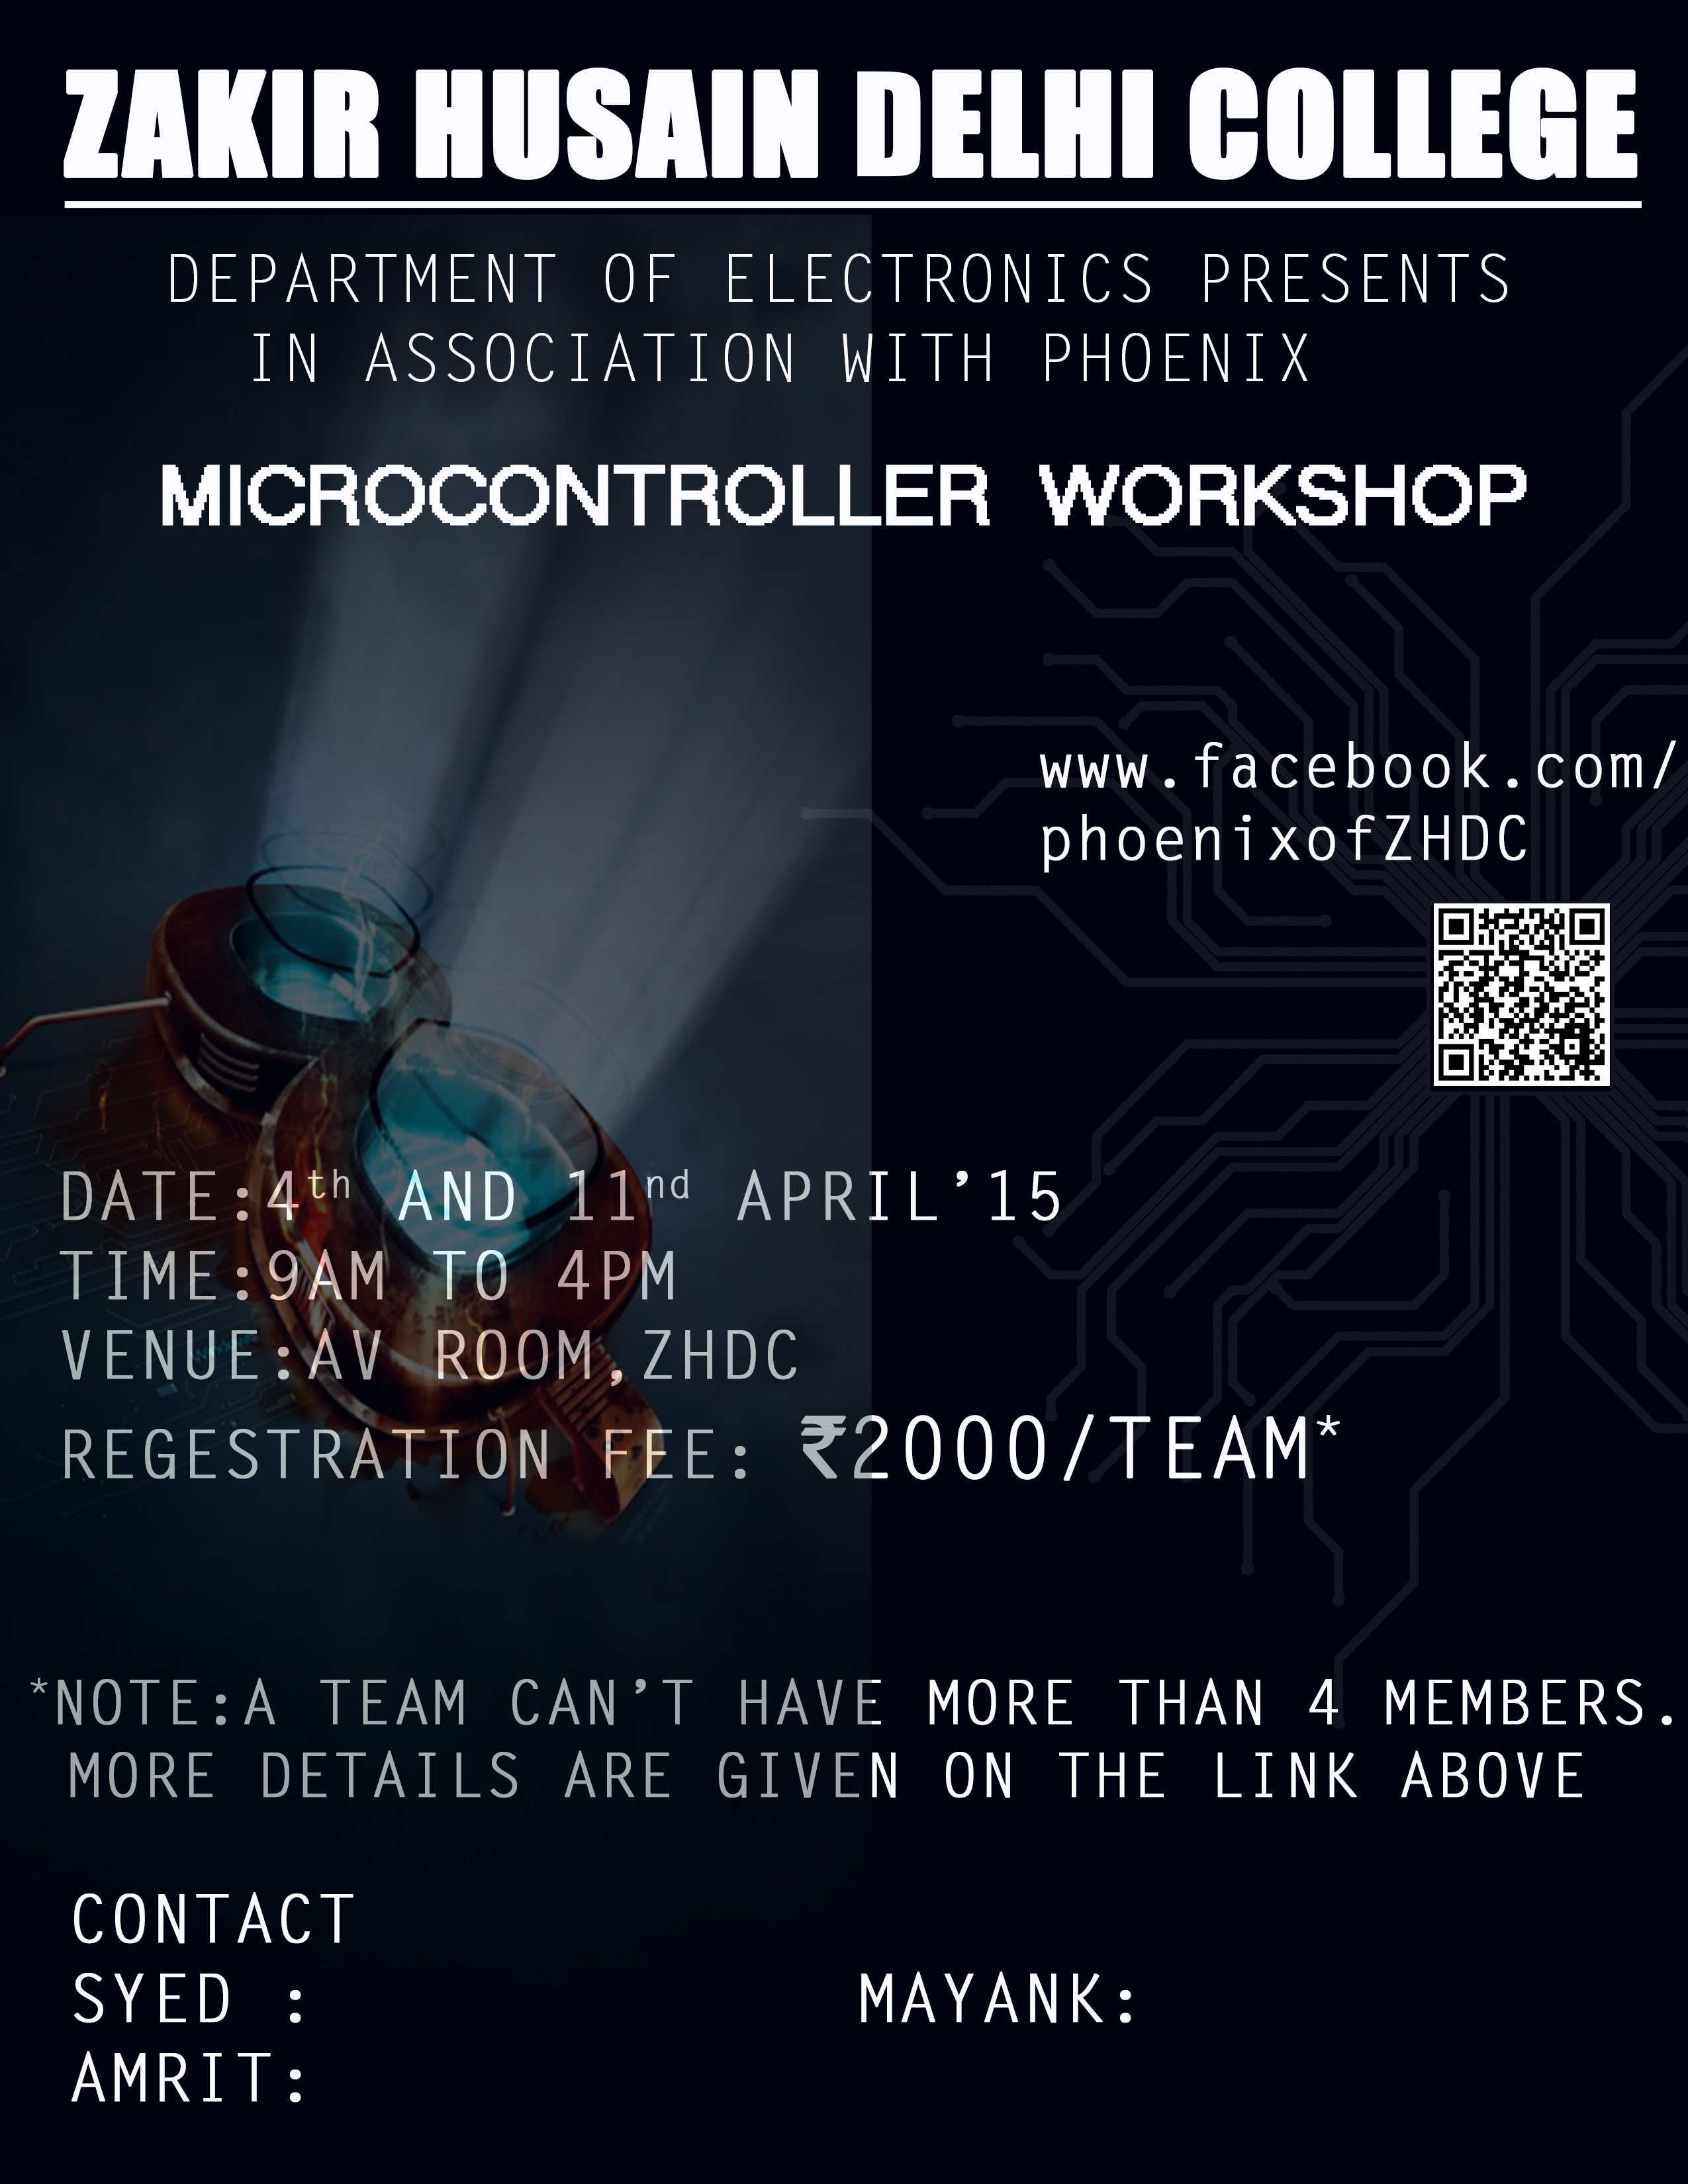 ZAKIR HUSAIN DELHI COLLEGE
DEPARTMENT OF ELECTRONICS PRESENTS
IN ASSOCIATION WITH PHOENIX
MICROCONTROLLER WORKSHOP
www.facebook.com/
phoenixofZHDC
DATE:4th AND 11nd APRIL’15
TIME:9AM TO 4PM
VENUE:AV ROOM,ZHDC
REGESTRATION FEE: ₹2000/TEAM*
*NOTE:A TEAM CAN’T HAVE MORE THAN 4 MEMBERS.
MORE DETAILS ARE GIVEN ON THE LINK ABOVE
CONTACT
SYED : MAYANK:
AMRIT: